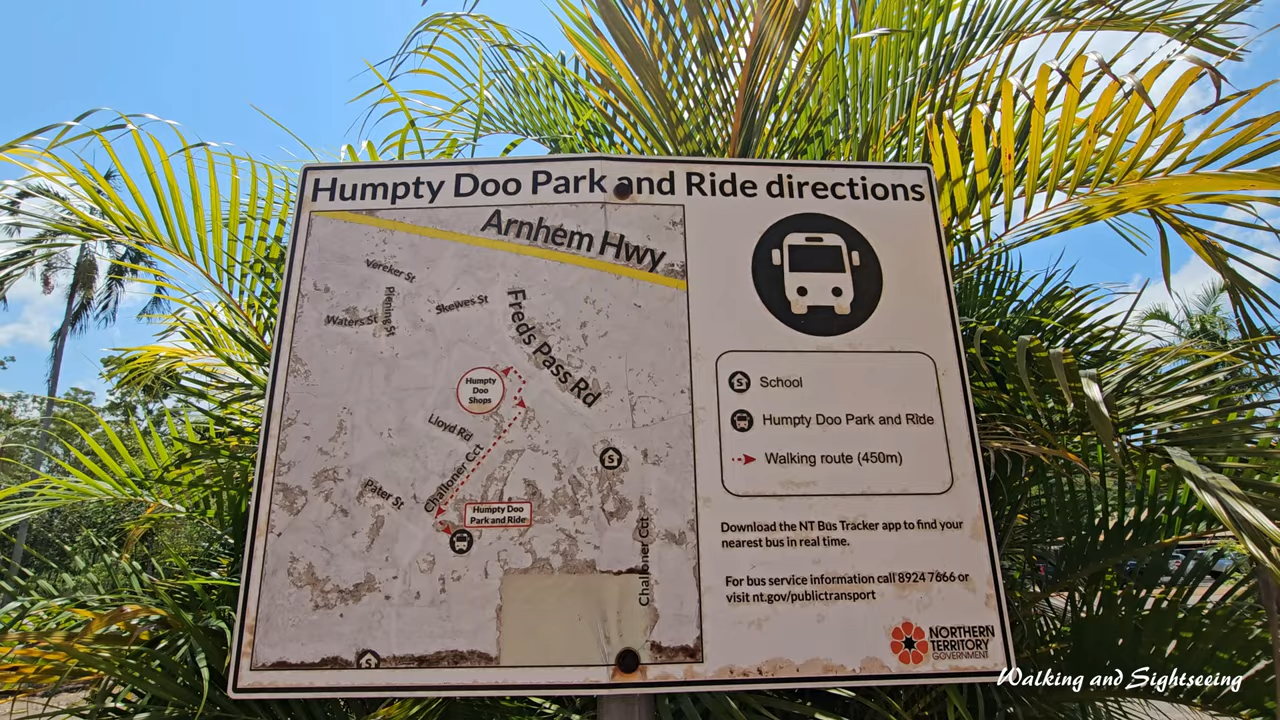 Humpty Doo Park and Ride directions
Arnhem Hwy
Vereker St
Plening St
Waters St
Skewes St
Freds Pass Rd
Humpty
Doo
Shops
Lloyd Rd
Challoner Cct
Pater St
Humpty Doo
Park and Ride
Challoner Cct
S
S
S School
Humpty Doo Park and Ride
Walking route (450m)
Download the NT Bus Tracker app to find your
nearest bus in real time.
For bus service information call 8924 7666 or
visit nt.gov/publictransport
NORTHERN
TERRITORY
GOVERNMENT
Walking and Sightseeing